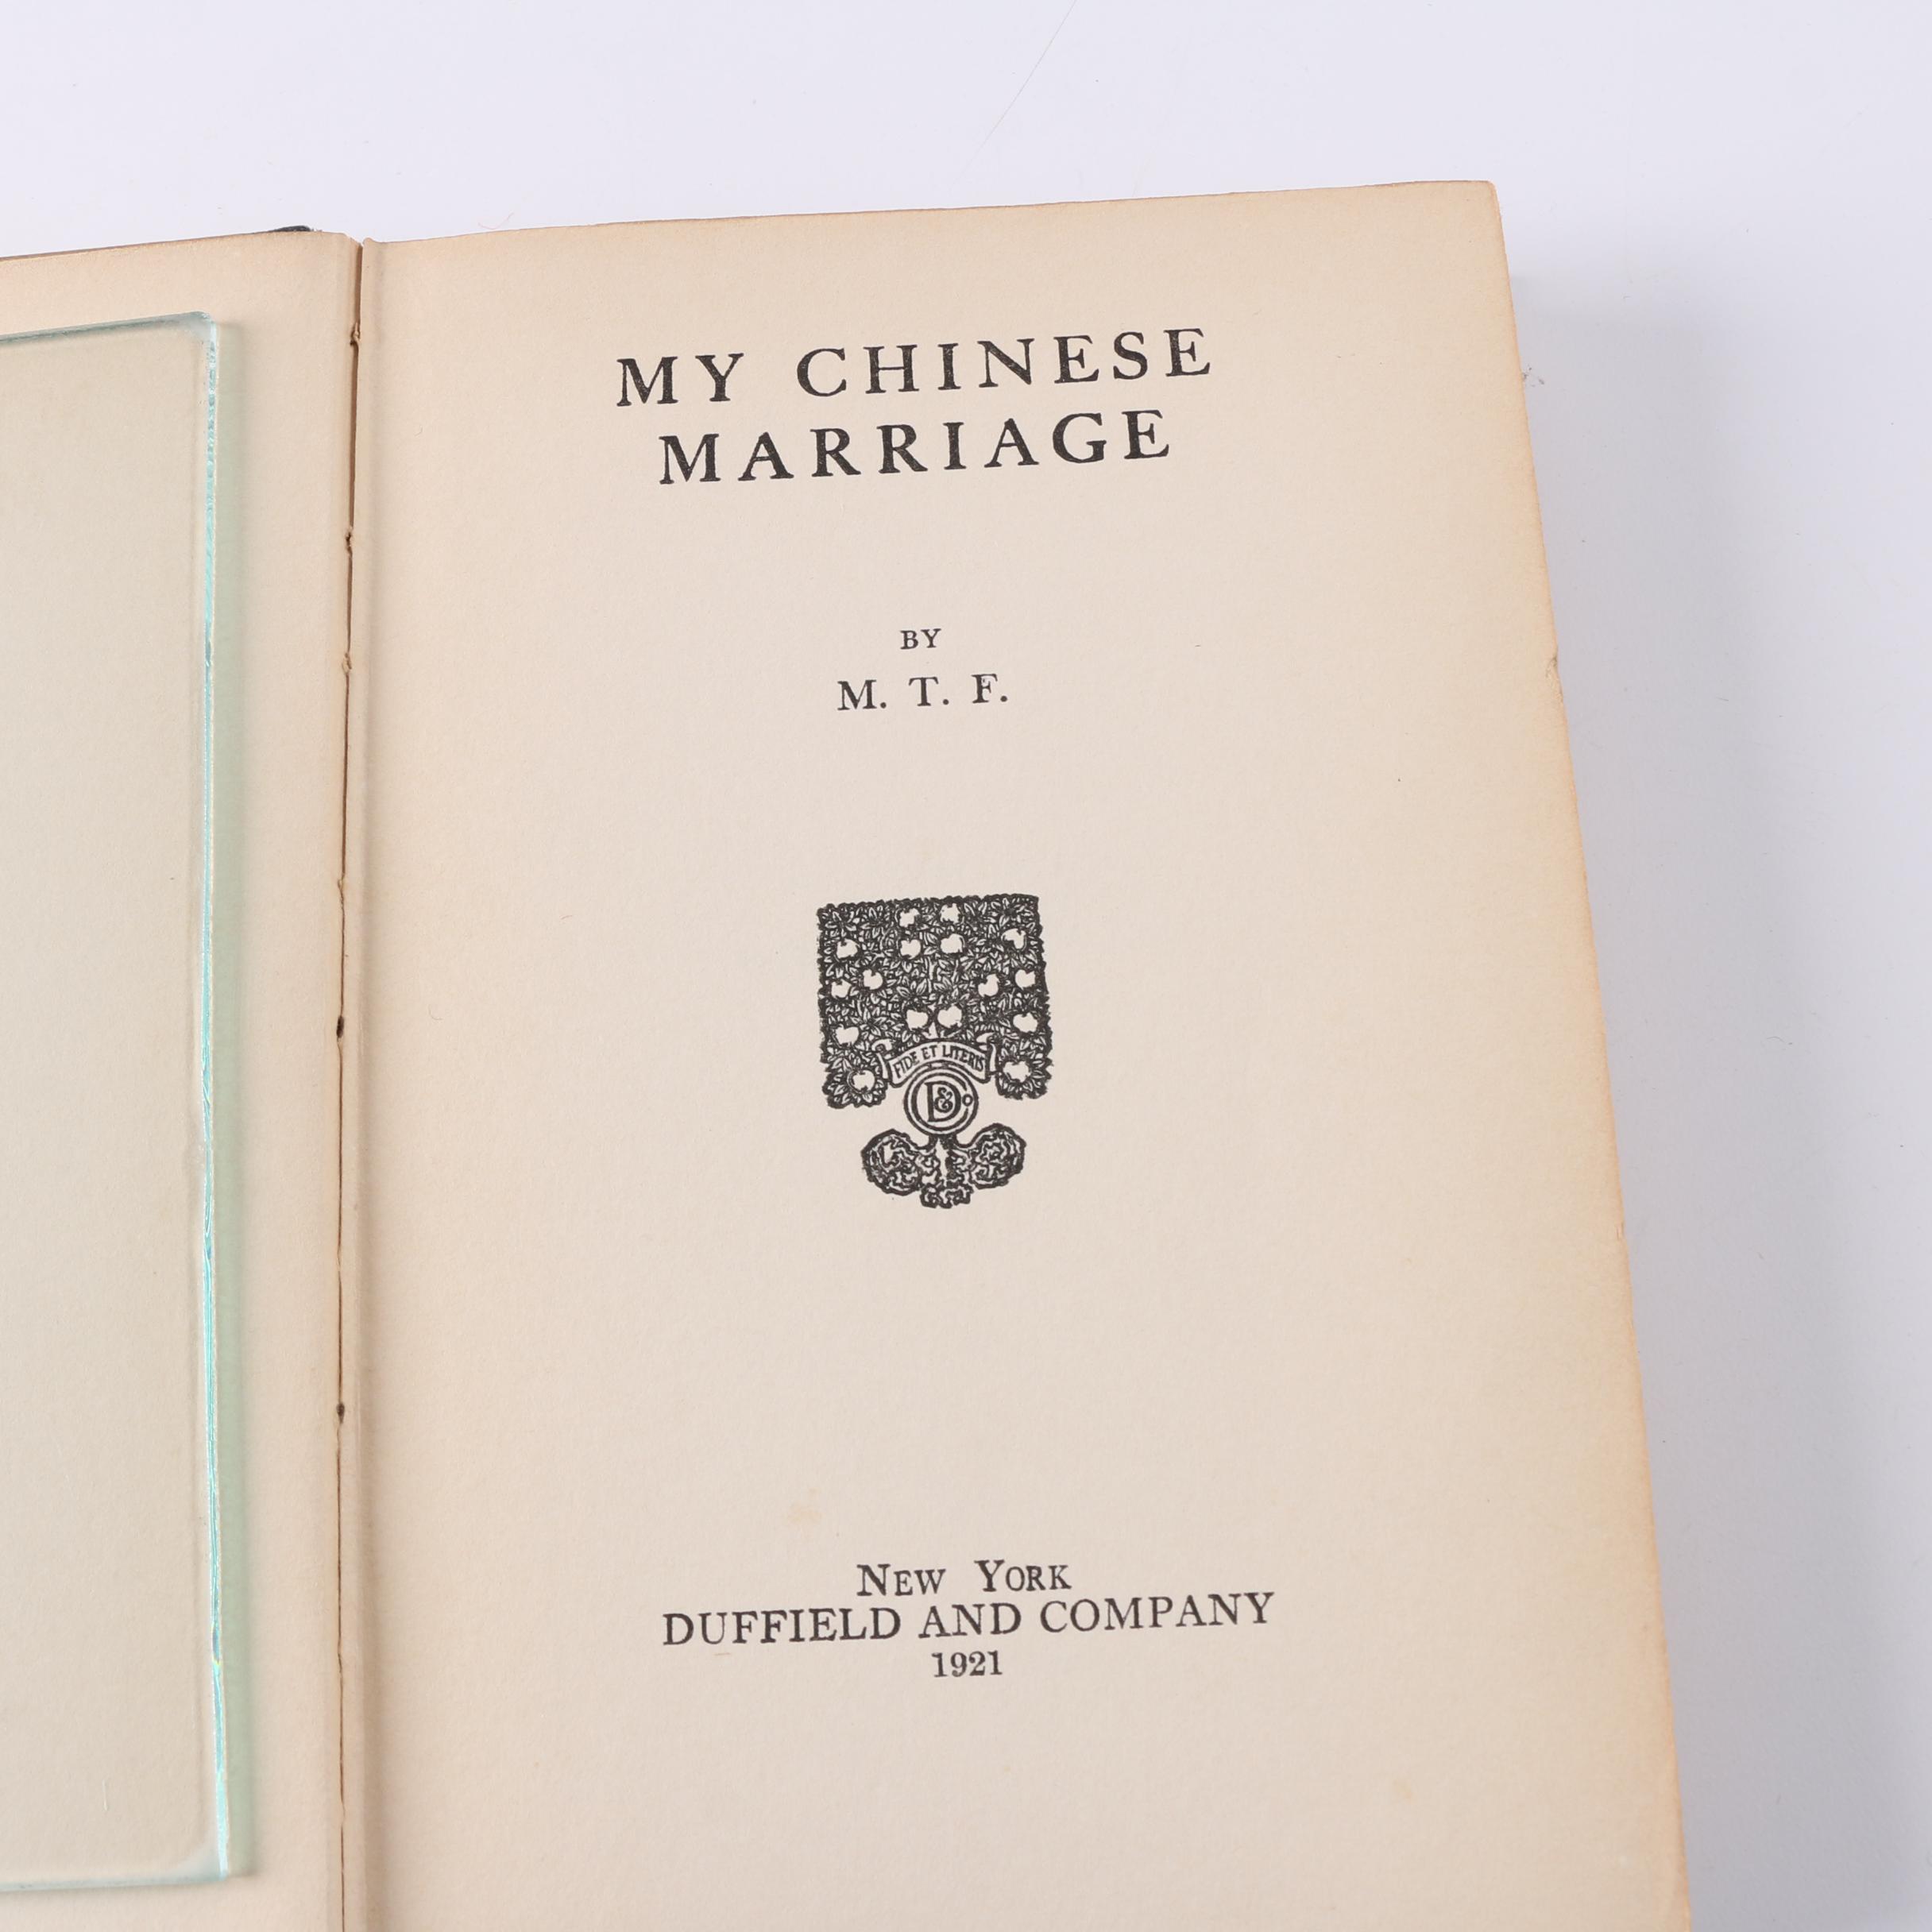 MY CHINESE
MARRIAGE
BY
M. T. F.
FIDE ET LITERIS
D & Co
New York
DUFFIELD AND COMPANY
1921